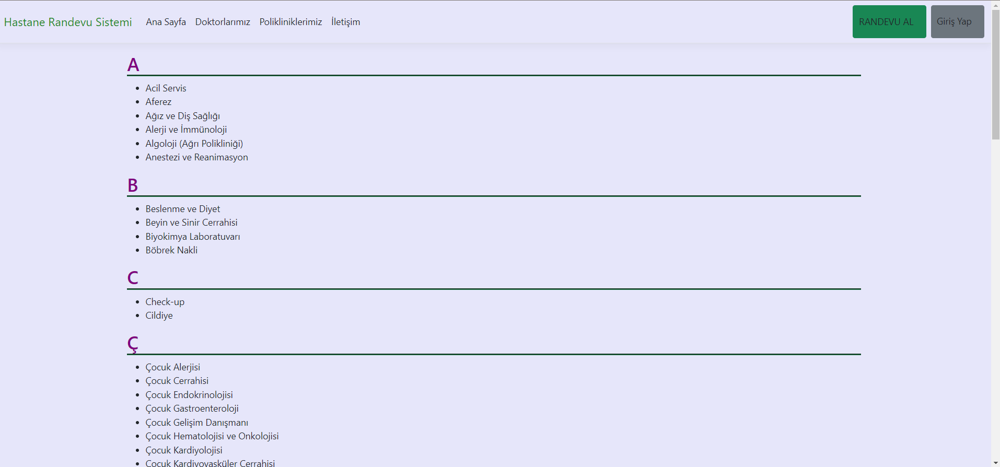 Hastane Randevu Sistemi Ana Sayfa Doktorlarımız Polikliniklerimiz İletişim RANDEVU AL Giriş Yap
A
Acil Servis
Aferez
Ağız ve Diş Sağlığı
Alerji ve İmmünoloji
Algoloji (Ağrı Polikliniği)
Anestezi ve Reanimasyon
B
Beslenme ve Diyet
Beyin ve Sinir Cerrahisi
Biyokimya Laboratuvarı
Böbrek Nakli
C
Check-up
Cildiye
Ç
Çocuk Alerjisi
Çocuk Cerrahisi
Çocuk Endokrinolojisi
Çocuk Gastroenteroloji
Çocuk Gelişim Danışmanı
Çocuk Hematolojisi ve Onkolojisi
Çocuk Kardiyolojisi
Çocuk Kardiyovasküler Cerrahisi